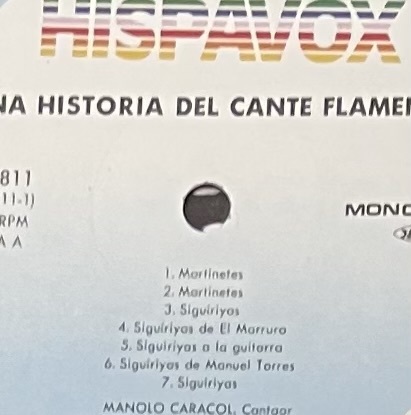 HISPAVOX
NA HISTORIA DEL CANTE FLAMEN
811
11-1)
RPM
A A
MONO
1. Martinetes
2. Martinetes
3. Siguiriyas
4. Siguiriyas de El Marruro
5. Siguiriyas a la guitarra
6. Siguiriyas de Manuel Torres
7. Siguiriyas
MANOLO CARACOL, Cantaor